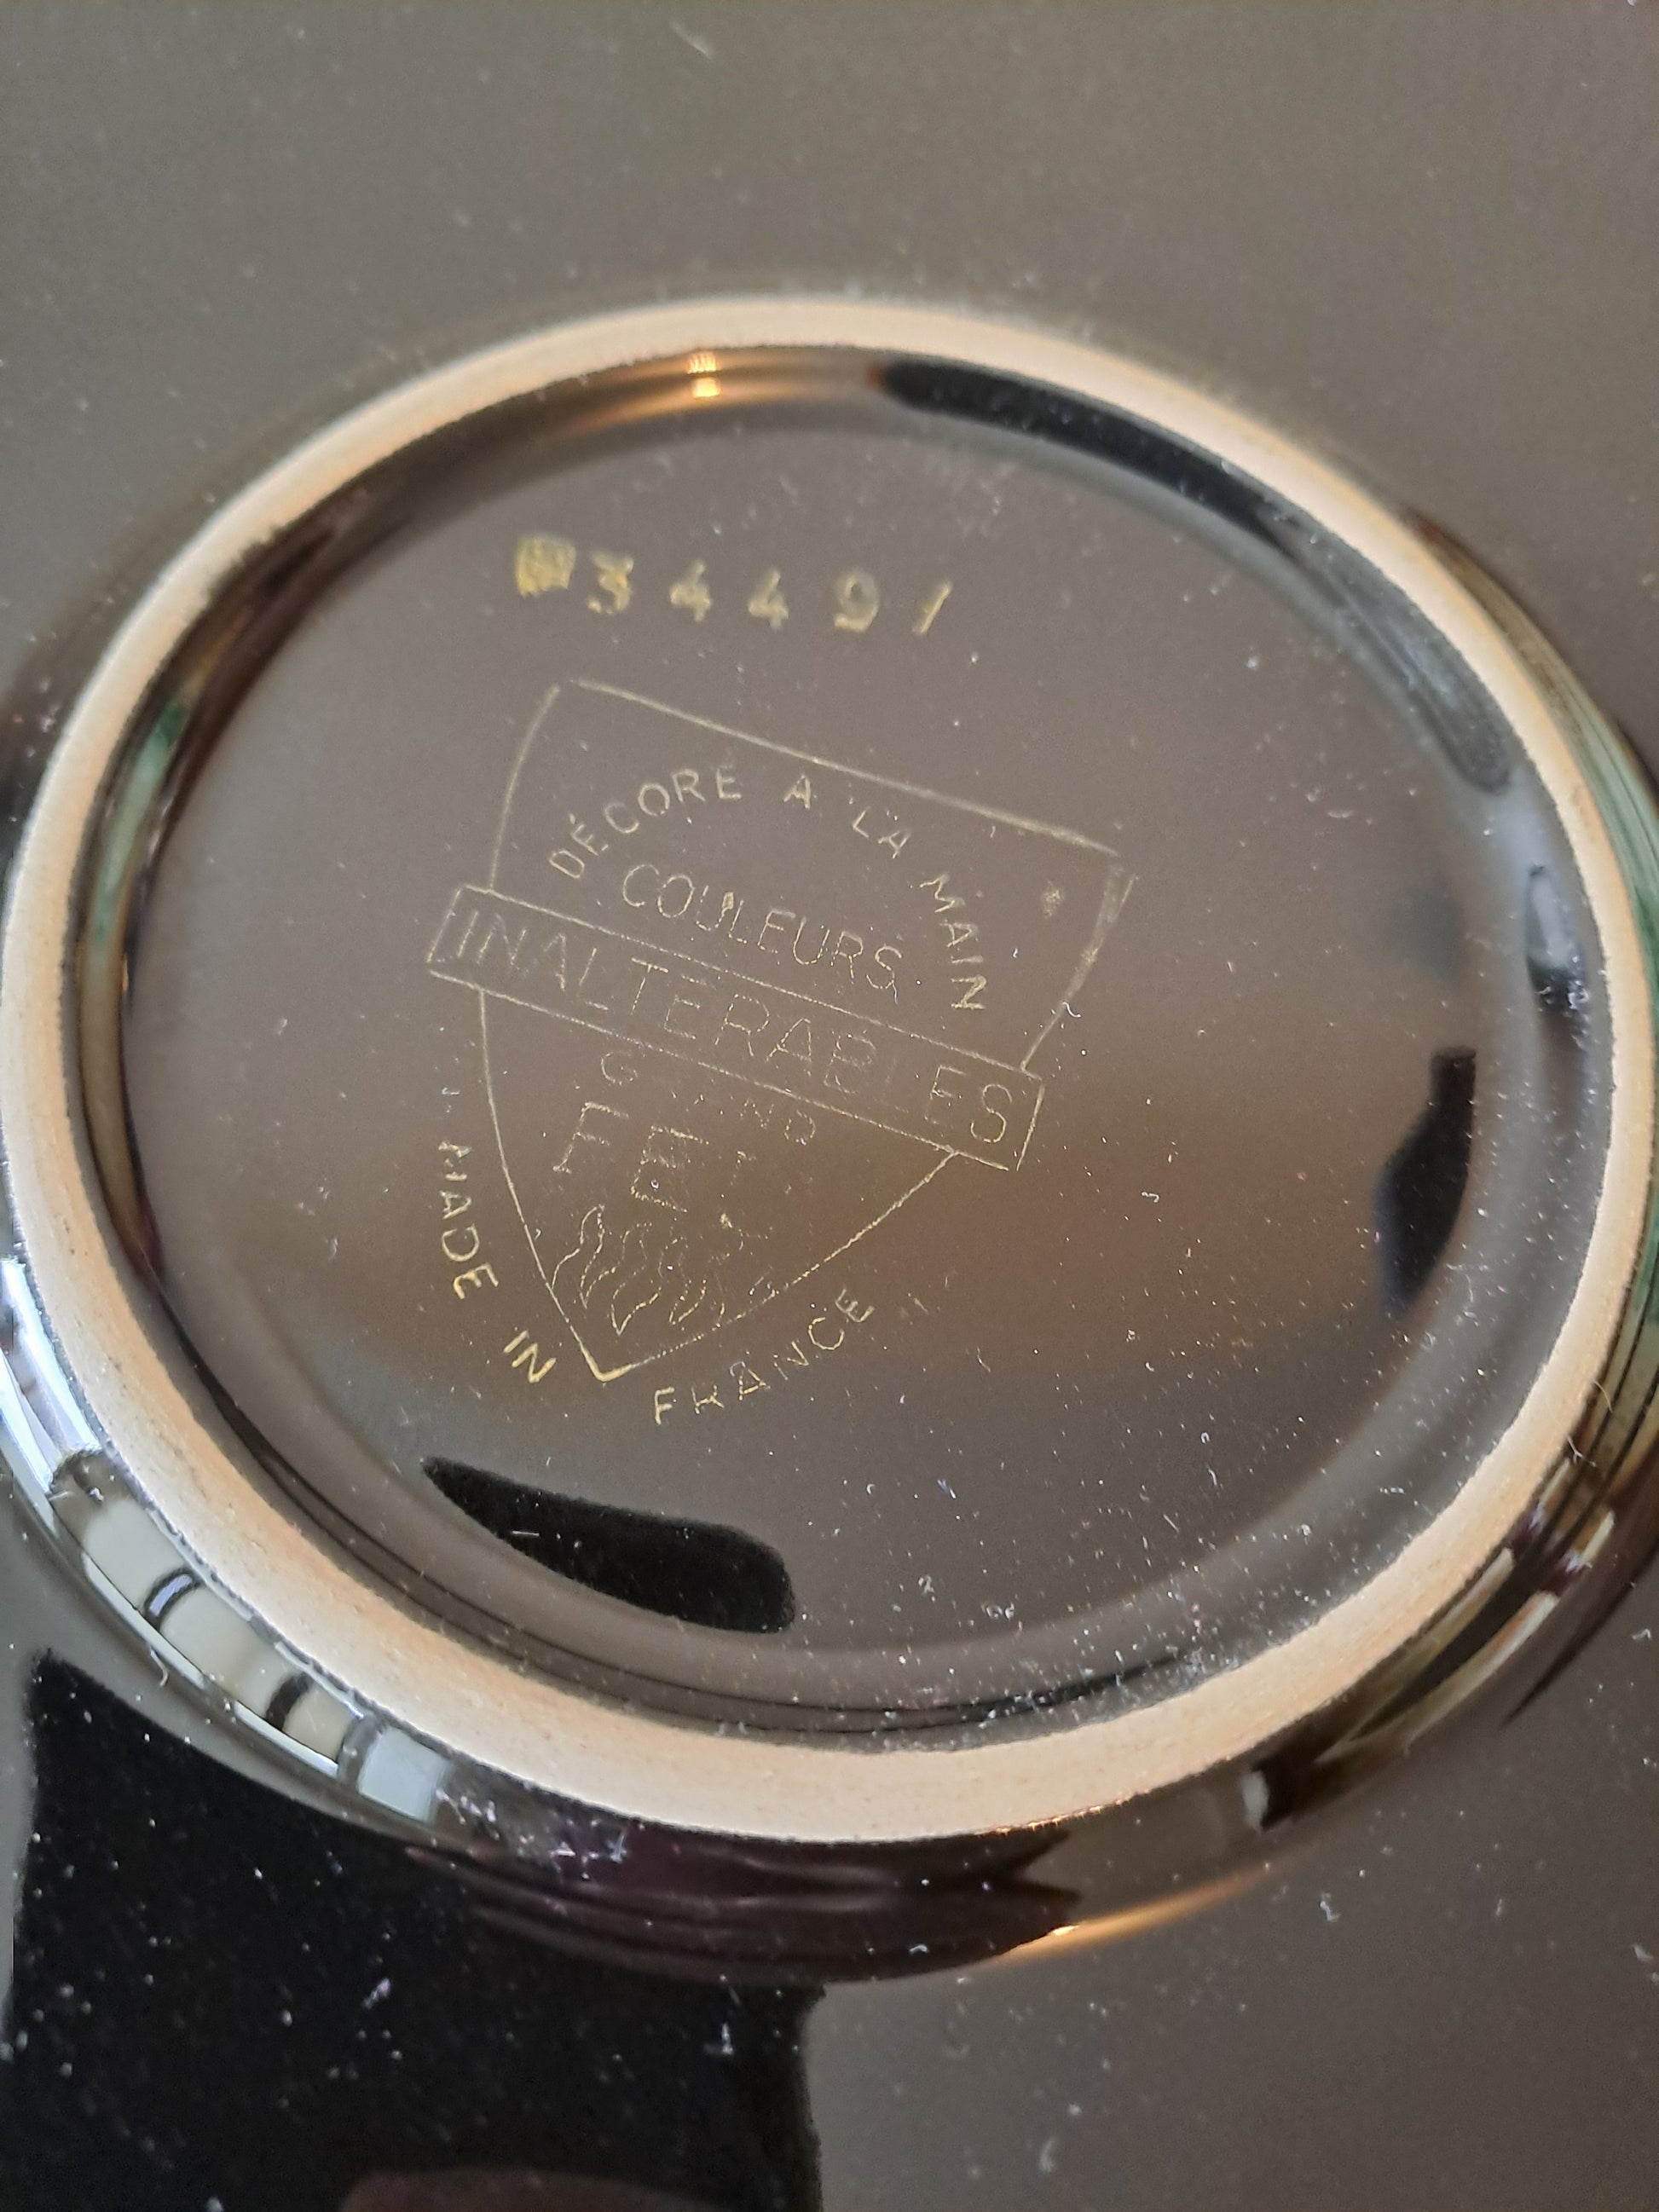 34491
DÉCORÉ A LA MAIN
COULEURS
INALTERABLES
GRAND
FEU
MADE IN FRANCE